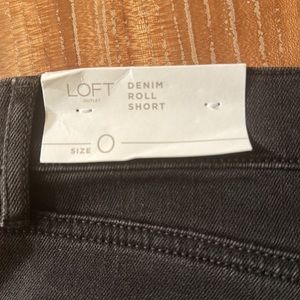 LOFT
OUTLET
DENIM
ROLL
SHORT
SIZE 0